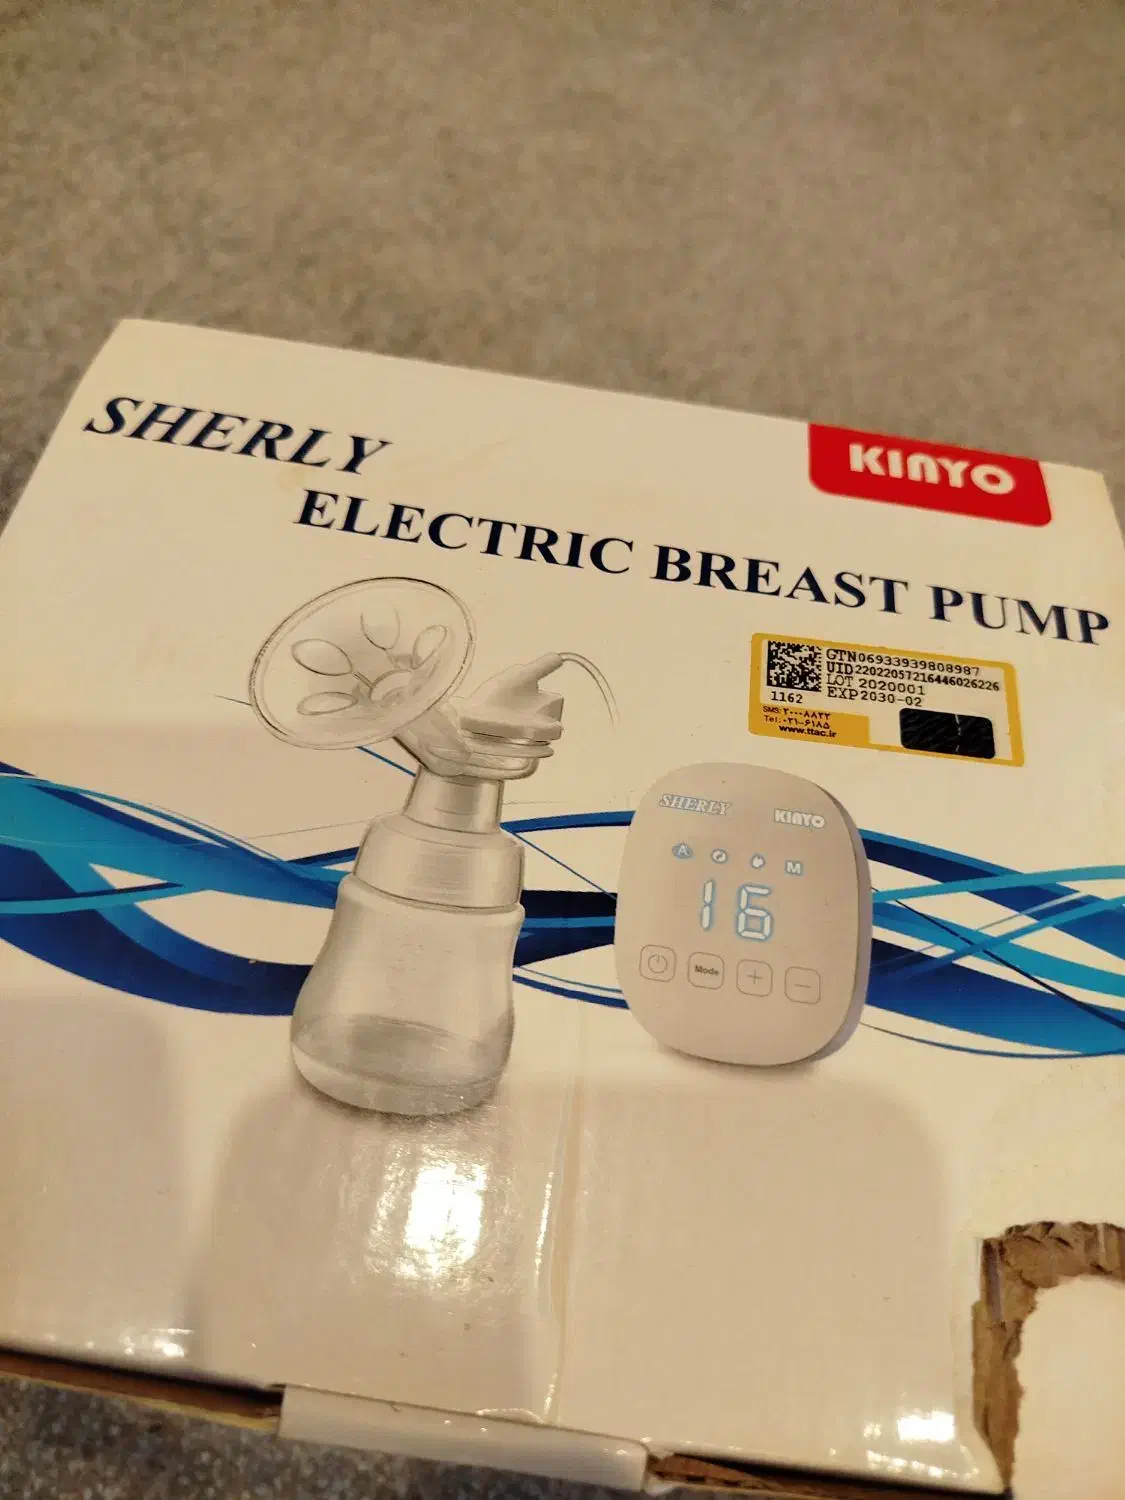 SHERLY
KINYO
ELECTRIC BREAST PUMP
GTN06933939808987
UID22022057216446026226
LOT 2020001
EXP2030-02
1162
SMS: ۲۰۰۰۸۸۲۲
Tel: ۰۲۱-۶۱۸۵
www.ttac.ir
SHERLY
KINYO
A
M
16
Mode
+
−